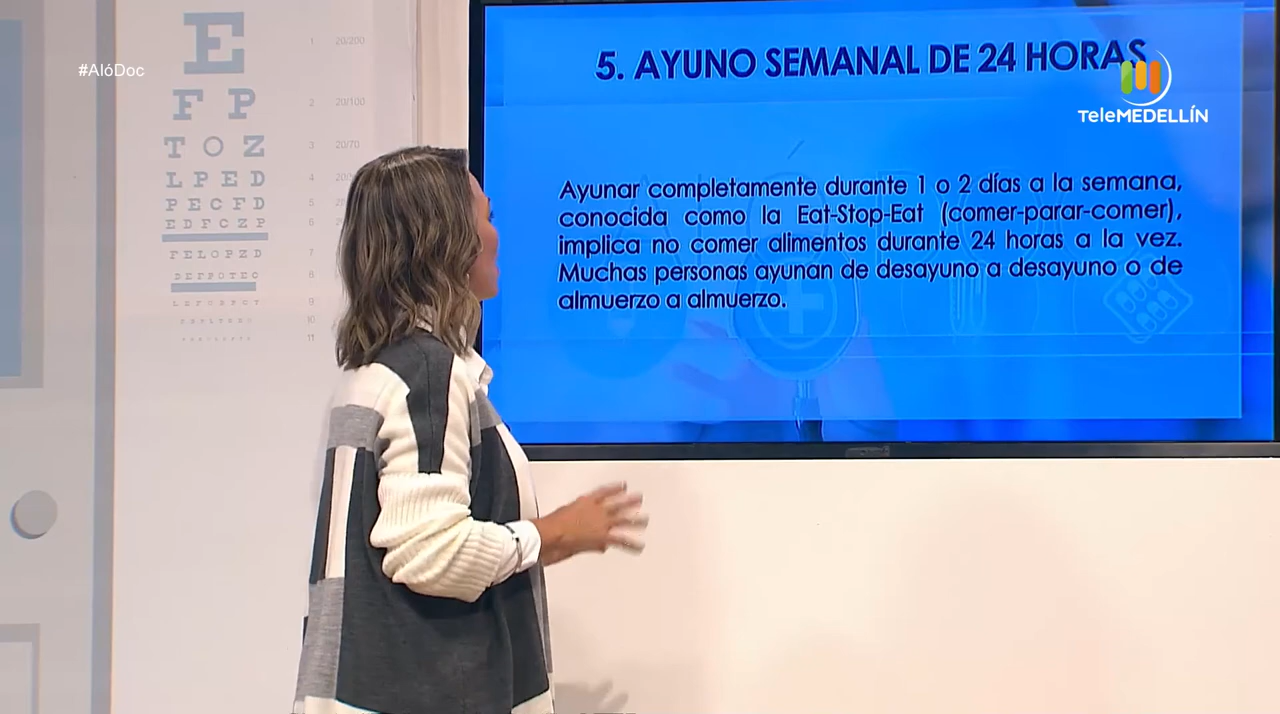 #AlóDoc
E
1 20/200
F P
2 20/100
T O Z
3 20/70
L P E D
4
P E C F D
5
E D F C Z P
6
F E L O P Z D
7
D E F P O T E C
8
9
10
11
5. AYUNO SEMANAL DE 24 HORAS
TeleMEDELLÍN
Ayunar completamente durante 1 o 2 días a la semana,
conocida como la Eat-Stop-Eat (comer-parar-comer),
implica no comer alimentos durante 24 horas a la vez.
Muchas personas ayunan de desayuno a desayuno o de
almuerzo a almuerzo.